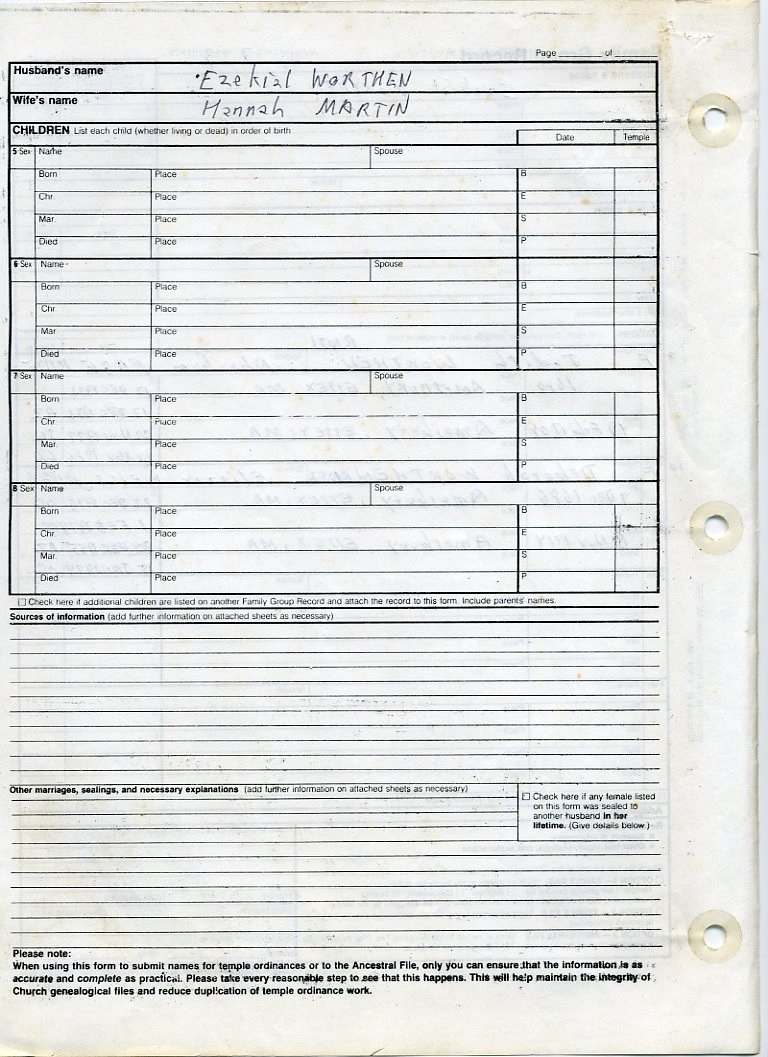 Page ________ of
Husband's name Ezekial WORTHEN
Wife's name Hannah MARTIN
CHILDREN List each child (whether living or dead) in order of birth
Date Temple
5 Sex Name Spouse
Born Place B
Chr. Place E
Mar. Place S
Died Place P
6 Sex Name Spouse
Born Place B
Chr Place E
Mar Place S
Died Place P
7 Sex Name Spouse
Born Place B
Chr. Place E
Mar. Place S
Died Place P
8 Sex Name Spouse
Born Place B
Chr. Place E
Mar. Place S
Died Place P
☐ Check here if additional children are listed on another Family Group Record and attach the record to this form. Include parents' names.
Sources of information (add further information on attached sheets as necessary)
Other marriages, sealings, and necessary explanations (add further information on attached sheets as necessary)
☐ Check here if any female listed
on this form was sealed to
another husband in her
lifetime. (Give details below.)
Please note:
When using this form to submit names for temple ordinances or to the Ancestral File, only you can ensure that the information is as
accurate and complete as practical. Please take every reasonable step to see that this happens. This will help maintain the integrity of
Church genealogical files and reduce duplication of temple ordinance work.